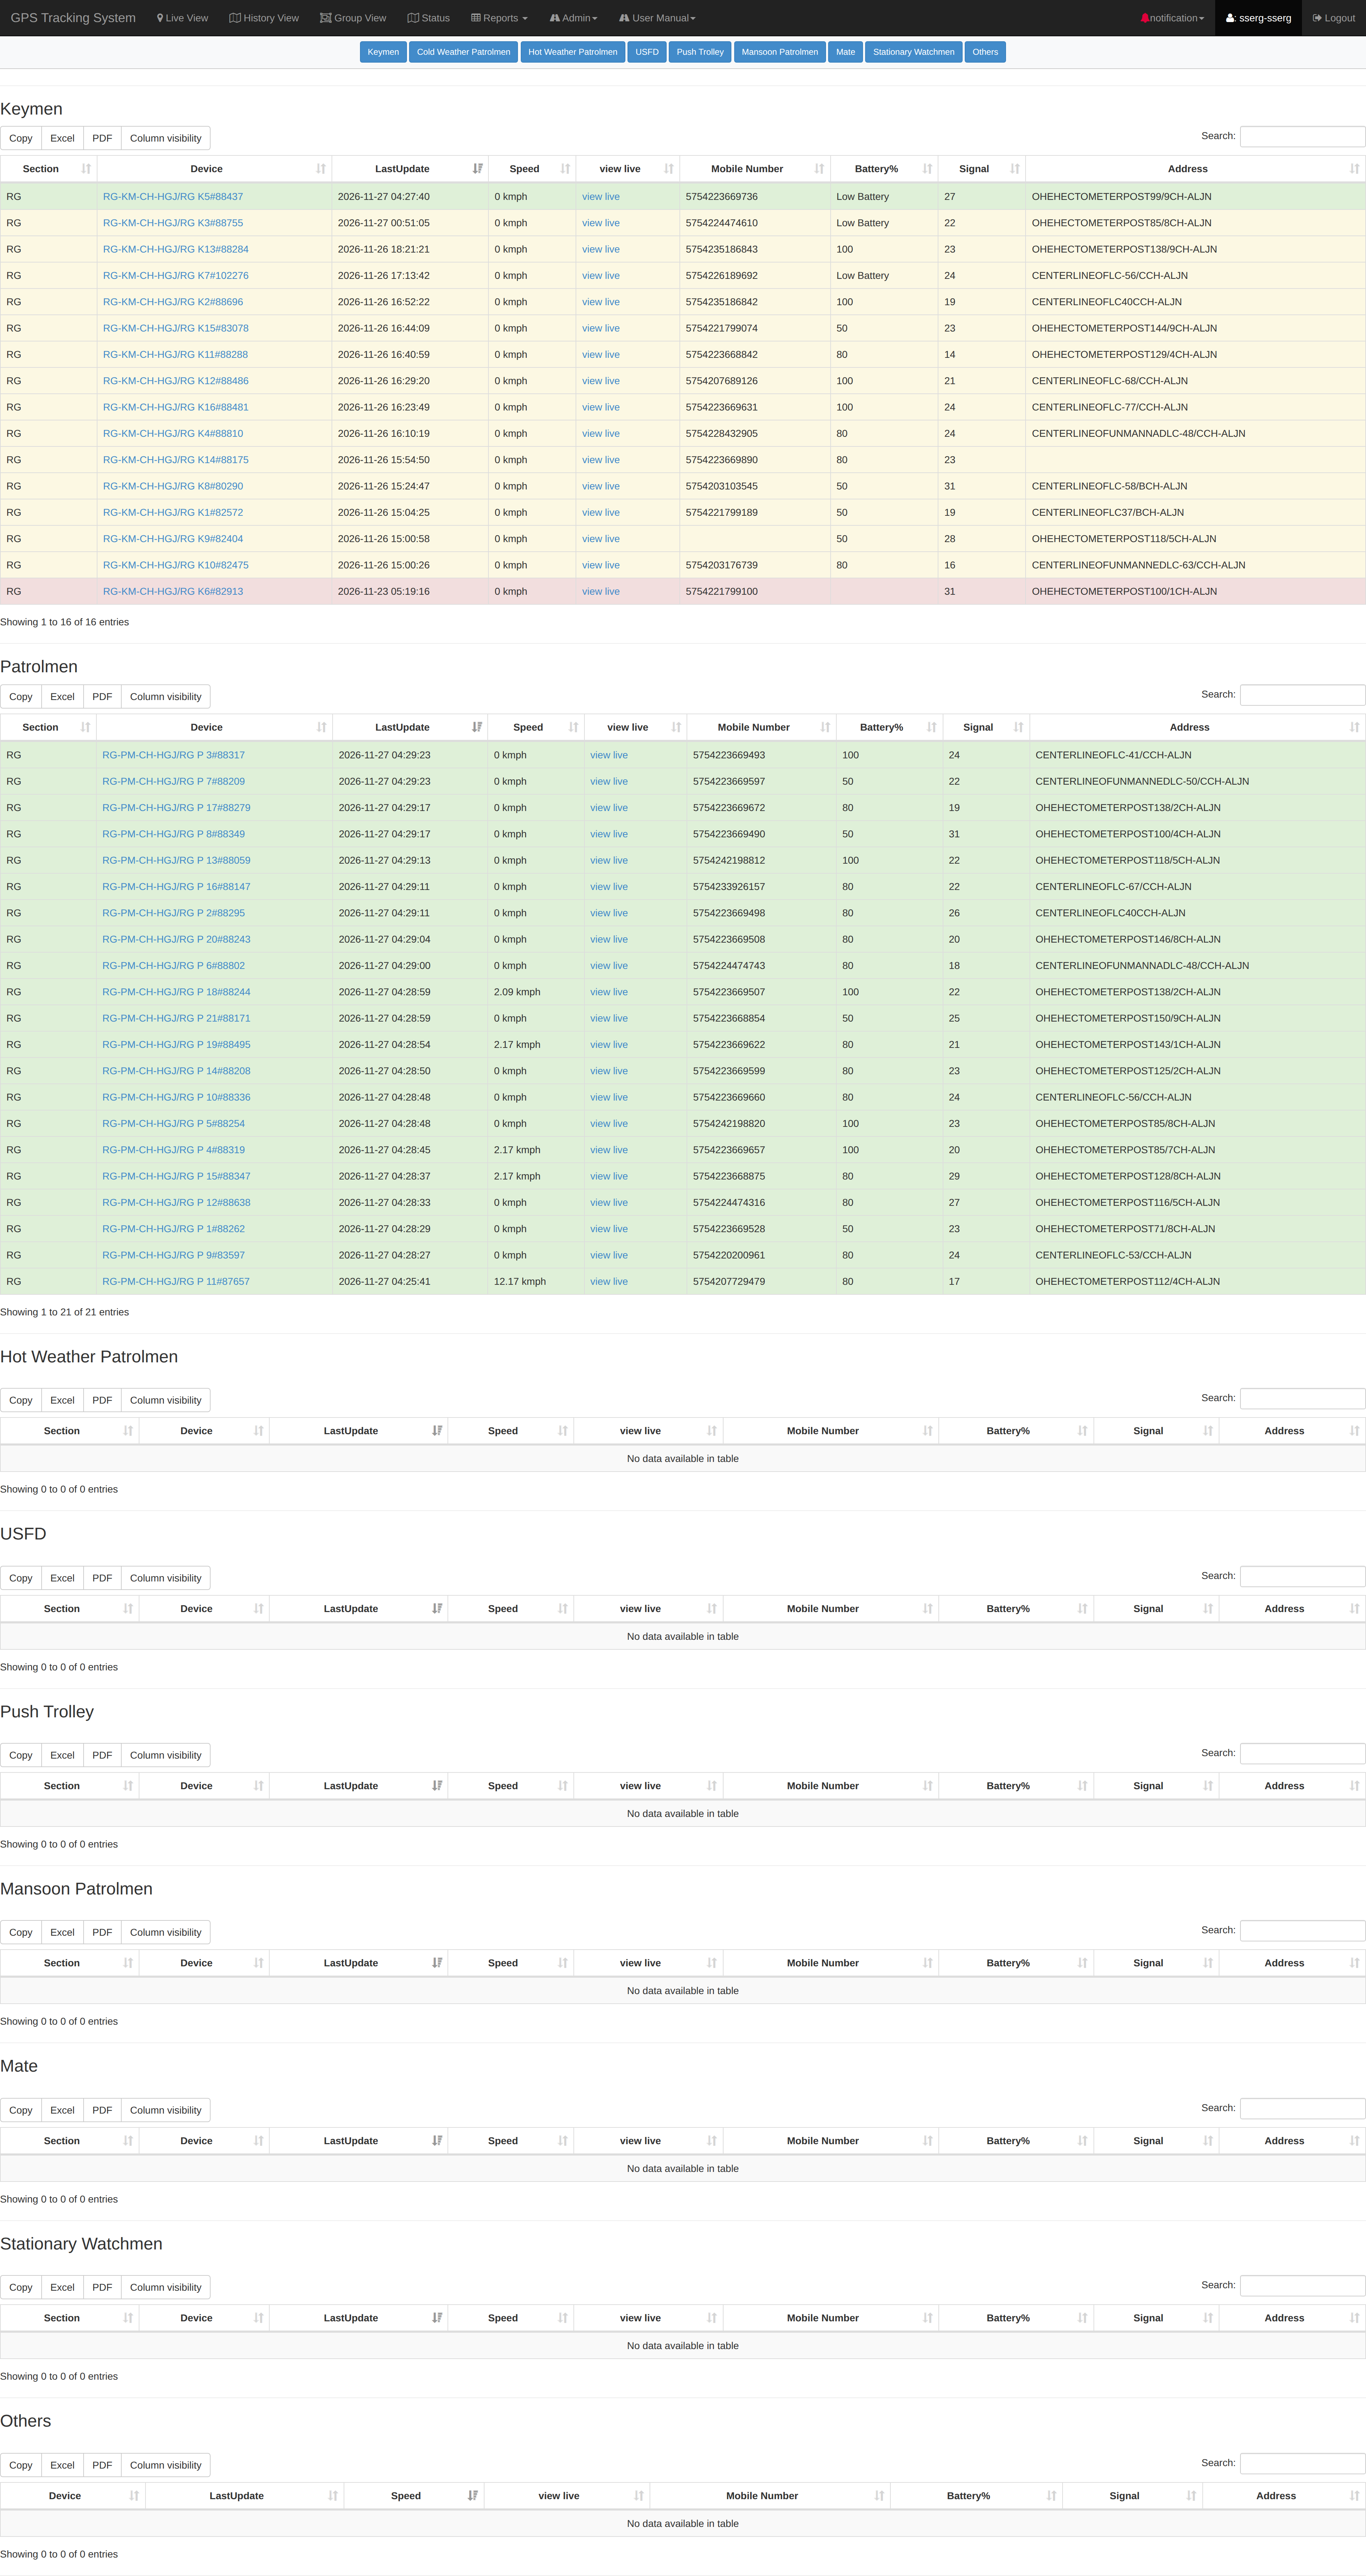 GPS Tracking System Live View History View Group View Status Reports Admin User Manual notification : sserg-sserg Logout
Keymen Cold Weather Patrolmen Hot Weather Patrolmen USFD Push Trolley Mansoon Patrolmen Mate Stationary Watchmen Others
Keymen
Copy Excel PDF Column visibility Search:
Section Device LastUpdate Speed view live Mobile Number Battery% Signal Address
RG RG-KM-CH-HGJ/RG K5#88437 2026-11-27 04:27:40 0 kmph view live 5754223669736 Low Battery 27 OHEHECTOMETERPOST99/9CH-ALJN
RG RG-KM-CH-HGJ/RG K3#88755 2026-11-27 00:51:05 0 kmph view live 5754224474610 Low Battery 22 OHEHECTOMETERPOST85/8CH-ALJN
RG RG-KM-CH-HGJ/RG K13#88284 2026-11-26 18:21:21 0 kmph view live 5754235186843 100 23 OHEHECTOMETERPOST138/9CH-ALJN
RG RG-KM-CH-HGJ/RG K7#102276 2026-11-26 17:13:42 0 kmph view live 5754226189692 Low Battery 24 CENTERLINEOFLC-56/CCH-ALJN
RG RG-KM-CH-HGJ/RG K2#88696 2026-11-26 16:52:22 0 kmph view live 5754235186842 100 19 CENTERLINEOFLC40CCH-ALJN
RG RG-KM-CH-HGJ/RG K15#83078 2026-11-26 16:44:09 0 kmph view live 5754221799074 50 23 OHEHECTOMETERPOST144/9CH-ALJN
RG RG-KM-CH-HGJ/RG K11#88288 2026-11-26 16:40:59 0 kmph view live 5754223668842 80 14 OHEHECTOMETERPOST129/4CH-ALJN
RG RG-KM-CH-HGJ/RG K12#88486 2026-11-26 16:29:20 0 kmph view live 5754207689126 100 21 CENTERLINEOFLC-68/CCH-ALJN
RG RG-KM-CH-HGJ/RG K16#88481 2026-11-26 16:23:49 0 kmph view live 5754223669631 100 24 CENTERLINEOFLC-77/CCH-ALJN
RG RG-KM-CH-HGJ/RG K4#88810 2026-11-26 16:10:19 0 kmph view live 5754228432905 80 24 CENTERLINEOFUNMANNADLC-48/CCH-ALJN
RG RG-KM-CH-HGJ/RG K14#88175 2026-11-26 15:54:50 0 kmph view live 5754223669890 80 23
RG RG-KM-CH-HGJ/RG K8#80290 2026-11-26 15:24:47 0 kmph view live 5754203103545 50 31 CENTERLINEOFLC-58/BCH-ALJN
RG RG-KM-CH-HGJ/RG K1#82572 2026-11-26 15:04:25 0 kmph view live 5754221799189 50 19 CENTERLINEOFLC37/BCH-ALJN
RG RG-KM-CH-HGJ/RG K9#82404 2026-11-26 15:00:58 0 kmph view live 50 28 OHEHECTOMETERPOST118/5CH-ALJN
RG RG-KM-CH-HGJ/RG K10#82475 2026-11-26 15:00:26 0 kmph view live 5754203176739 80 16 CENTERLINEOFUNMANNEDLC-63/CCH-ALJN
RG RG-KM-CH-HGJ/RG K6#82913 2026-11-23 05:19:16 0 kmph view live 5754221799100 31 OHEHECTOMETERPOST100/1CH-ALJN
Showing 1 to 16 of 16 entries
Patrolmen
Copy Excel PDF Column visibility Search:
Section Device LastUpdate Speed view live Mobile Number Battery% Signal Address
RG RG-PM-CH-HGJ/RG P 3#88317 2026-11-27 04:29:23 0 kmph view live 5754223669493 100 24 CENTERLINEOFLC-41/CCH-ALJN
RG RG-PM-CH-HGJ/RG P 7#88209 2026-11-27 04:29:23 0 kmph view live 5754223669597 50 22 CENTERLINEOFUNMANNEDLC-50/CCH-ALJN
RG RG-PM-CH-HGJ/RG P 17#88279 2026-11-27 04:29:17 0 kmph view live 5754223669672 80 19 OHEHECTOMETERPOST138/2CH-ALJN
RG RG-PM-CH-HGJ/RG P 8#88349 2026-11-27 04:29:17 0 kmph view live 5754223669490 50 31 OHEHECTOMETERPOST100/4CH-ALJN
RG RG-PM-CH-HGJ/RG P 13#88059 2026-11-27 04:29:13 0 kmph view live 5754242198812 100 22 OHEHECTOMETERPOST118/5CH-ALJN
RG RG-PM-CH-HGJ/RG P 16#88147 2026-11-27 04:29:11 0 kmph view live 5754233926157 80 22 CENTERLINEOFLC-67/CCH-ALJN
RG RG-PM-CH-HGJ/RG P 2#88295 2026-11-27 04:29:11 0 kmph view live 5754223669498 80 26 CENTERLINEOFLC40CCH-ALJN
RG RG-PM-CH-HGJ/RG P 20#88243 2026-11-27 04:29:04 0 kmph view live 5754223669508 80 20 OHEHECTOMETERPOST146/8CH-ALJN
RG RG-PM-CH-HGJ/RG P 6#88802 2026-11-27 04:29:00 0 kmph view live 5754224474743 80 18 CENTERLINEOFUNMANNADLC-48/CCH-ALJN
RG RG-PM-CH-HGJ/RG P 18#88244 2026-11-27 04:28:59 2.09 kmph view live 5754223669507 100 22 OHEHECTOMETERPOST138/2CH-ALJN
RG RG-PM-CH-HGJ/RG P 21#88171 2026-11-27 04:28:59 0 kmph view live 5754223668854 50 25 OHEHECTOMETERPOST150/9CH-ALJN
RG RG-PM-CH-HGJ/RG P 19#88495 2026-11-27 04:28:54 2.17 kmph view live 5754223669622 80 21 OHEHECTOMETERPOST143/1CH-ALJN
RG RG-PM-CH-HGJ/RG P 14#88208 2026-11-27 04:28:50 0 kmph view live 5754223669599 80 23 OHEHECTOMETERPOST125/2CH-ALJN
RG RG-PM-CH-HGJ/RG P 10#88336 2026-11-27 04:28:48 0 kmph view live 5754223669660 80 24 CENTERLINEOFLC-56/CCH-ALJN
RG RG-PM-CH-HGJ/RG P 5#88254 2026-11-27 04:28:48 0 kmph view live 5754242198820 100 23 OHEHECTOMETERPOST85/8CH-ALJN
RG RG-PM-CH-HGJ/RG P 4#88319 2026-11-27 04:28:45 2.17 kmph view live 5754223669657 100 20 OHEHECTOMETERPOST85/7CH-ALJN
RG RG-PM-CH-HGJ/RG P 15#88347 2026-11-27 04:28:37 2.17 kmph view live 5754223668875 80 29 OHEHECTOMETERPOST128/8CH-ALJN
RG RG-PM-CH-HGJ/RG P 12#88638 2026-11-27 04:28:33 0 kmph view live 5754224474316 80 27 OHEHECTOMETERPOST116/5CH-ALJN
RG RG-PM-CH-HGJ/RG P 1#88262 2026-11-27 04:28:29 0 kmph view live 5754223669528 50 23 OHEHECTOMETERPOST71/8CH-ALJN
RG RG-PM-CH-HGJ/RG P 9#83597 2026-11-27 04:28:27 0 kmph view live 5754220200961 80 24 CENTERLINEOFLC-53/CCH-ALJN
RG RG-PM-CH-HGJ/RG P 11#87657 2026-11-27 04:25:41 12.17 kmph view live 5754207729479 80 17 OHEHECTOMETERPOST112/4CH-ALJN
Showing 1 to 21 of 21 entries
Hot Weather Patrolmen
Copy Excel PDF Column visibility Search:
Section Device LastUpdate Speed view live Mobile Number Battery% Signal Address
No data available in table
Showing 0 to 0 of 0 entries
USFD
Copy Excel PDF Column visibility Search:
Section Device LastUpdate Speed view live Mobile Number Battery% Signal Address
No data available in table
Showing 0 to 0 of 0 entries
Push Trolley
Copy Excel PDF Column visibility Search:
Section Device LastUpdate Speed view live Mobile Number Battery% Signal Address
No data available in table
Showing 0 to 0 of 0 entries
Mansoon Patrolmen
Copy Excel PDF Column visibility Search:
Section Device LastUpdate Speed view live Mobile Number Battery% Signal Address
No data available in table
Showing 0 to 0 of 0 entries
Mate
Copy Excel PDF Column visibility Search:
Section Device LastUpdate Speed view live Mobile Number Battery% Signal Address
No data available in table
Showing 0 to 0 of 0 entries
Stationary Watchmen
Copy Excel PDF Column visibility Search:
Section Device LastUpdate Speed view live Mobile Number Battery% Signal Address
No data available in table
Showing 0 to 0 of 0 entries
Others
Copy Excel PDF Column visibility Search:
Device LastUpdate Speed view live Mobile Number Battery% Signal Address
No data available in table
Showing 0 to 0 of 0 entries